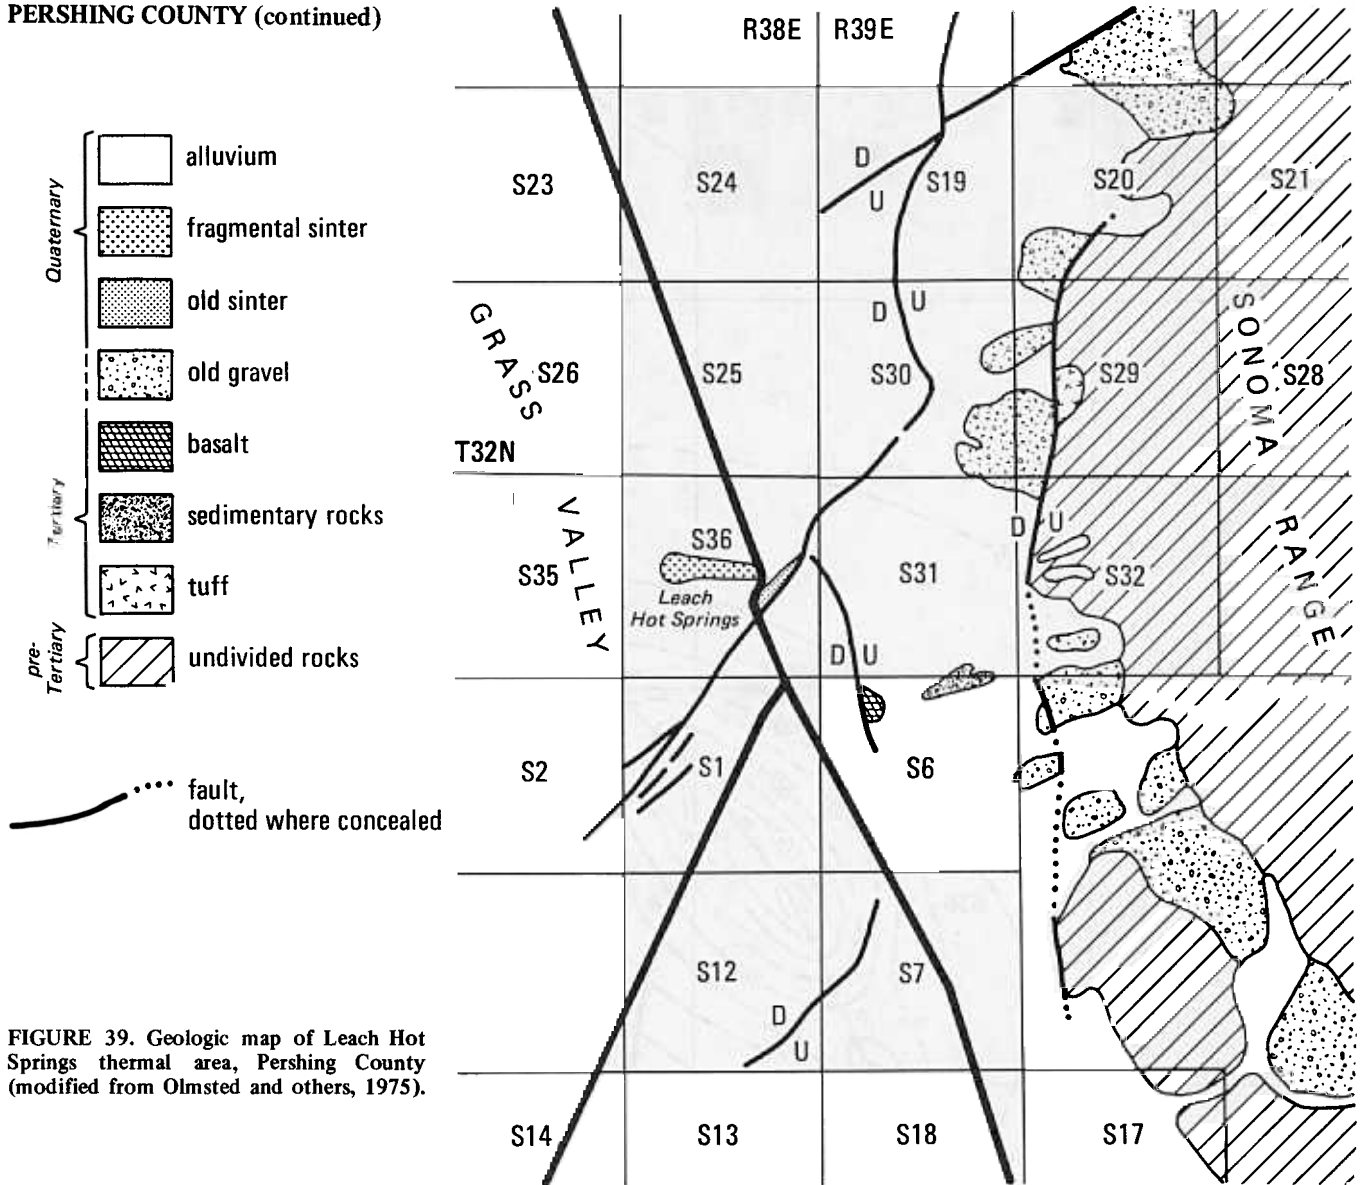 PERSHING COUNTY (continued)
Quaternary
Tertiary
pre-
Tertiary
alluvium
fragmental sinter
old sinter
old gravel
basalt
sedimentary rocks
tuff
undivided rocks
fault,
dotted where concealed
FIGURE 39. Geologic map of Leach Hot
Springs thermal area, Pershing County
(modified from Olmsted and others, 1975).
R38E R39E
S23 S24 D U S19 S20 S21
GRASS
VALLEY
SONOMA
RANGE
D U
S26 S25 S30 S29 S28
T32N
D U
S35 S36 S31 S32
Leach
Hot Springs
D U
S2 S1 S6
S12 S7
D
U
S14 S13 S18 S17